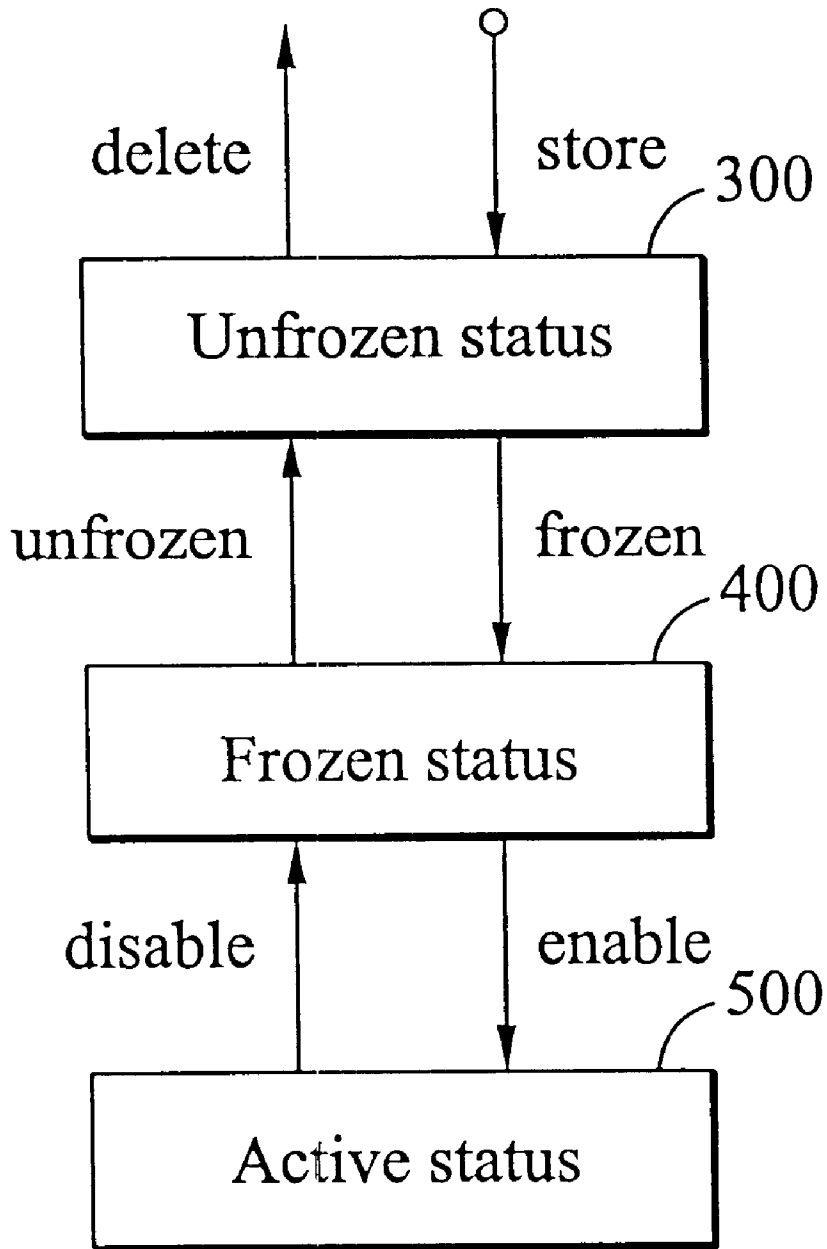 delete
store
300
Unfrozen status
unfrozen
frozen
400
Frozen status
disable
enable
500
Active status